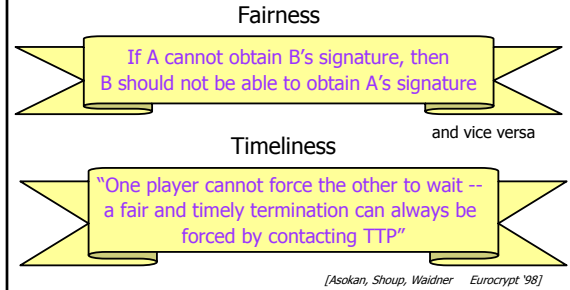 Fairness
If A cannot obtain B’s signature, then
B should not be able to obtain A’s signature
and vice versa
Timeliness
“One player cannot force the other to wait --
a fair and timely termination can always be
forced by contacting TTP”
[Asokan, Shoup, Waidner Eurocrypt ‘98]